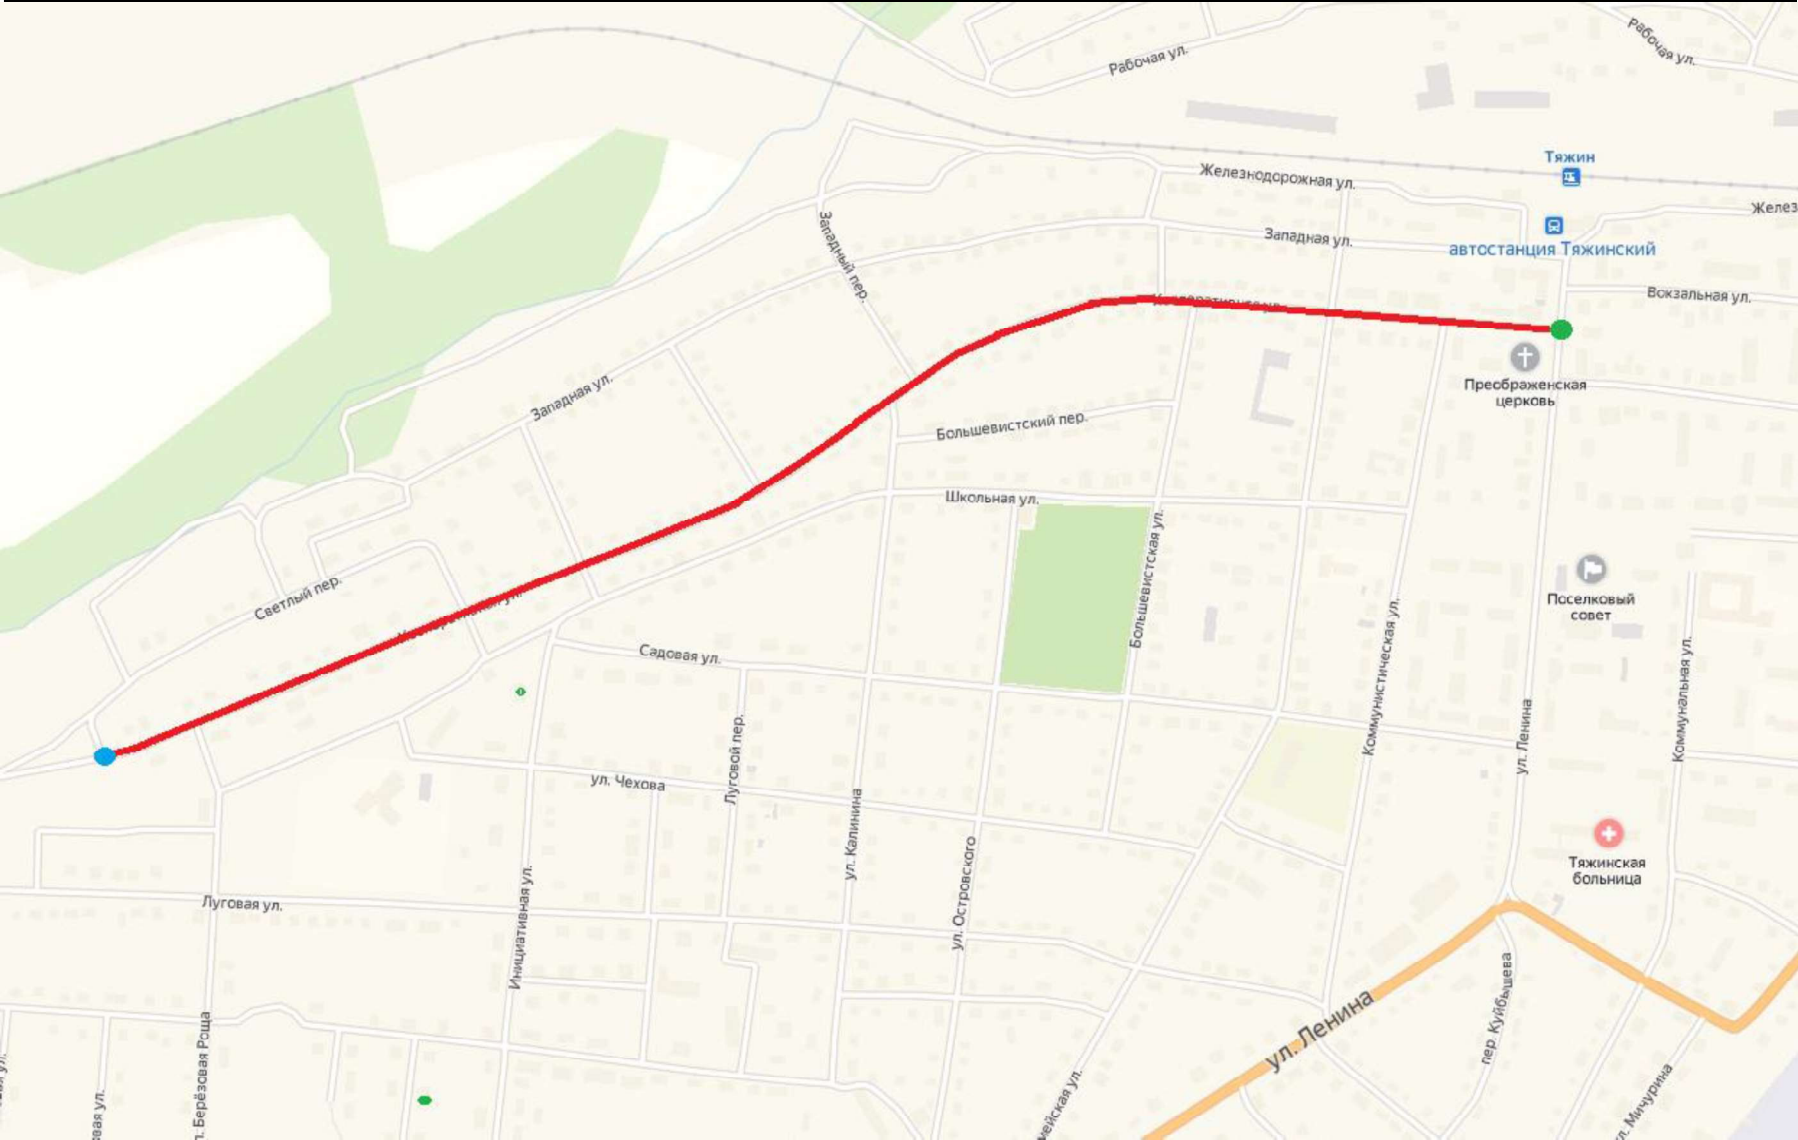 Рабочая ул.
Рабочая ул.
Тяжин
Железнодорожная ул.
Желез
Западный пер.
Западная ул.
автостанция Тяжинский
Вокзальная ул.
Преображенская
церковь
Западная ул.
Большевистский пер.
Школьная ул.
Большевистская ул.
Светлый пер.
Поселковый
совет
Садовая ул.
Коммунистическая ул.
Коммунальная ул.
ул. Ленина
Луговой пер.
ул. Чехова
ул. Калинина
ул. Островского
Тяжинская
больница
Инициативная ул.
Луговая ул.
пер. Куйбышева
ул. Ленина
Берёзовая Роща
Мичурина